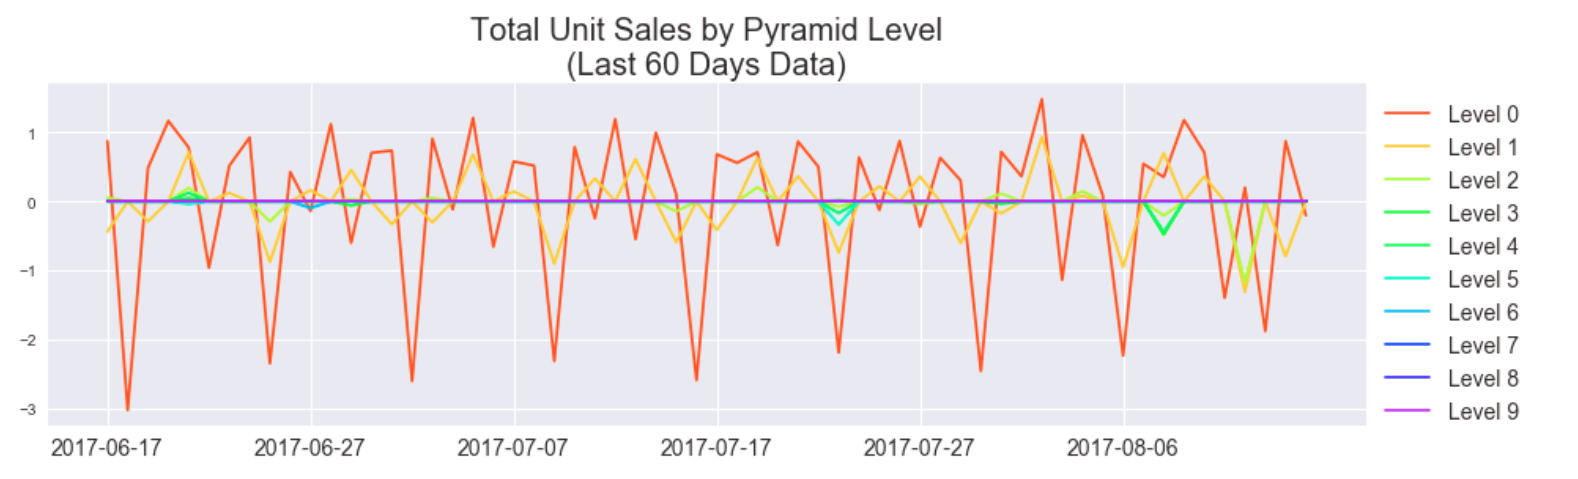 Total Unit Sales by Pyramid Level
(Last 60 Days Data)
1
0
−1
−2
−3
2017-06-17
2017-06-27
2017-07-07
2017-07-17
2017-07-27
2017-08-06
Level 0
Level 1
Level 2
Level 3
Level 4
Level 5
Level 6
Level 7
Level 8
Level 9